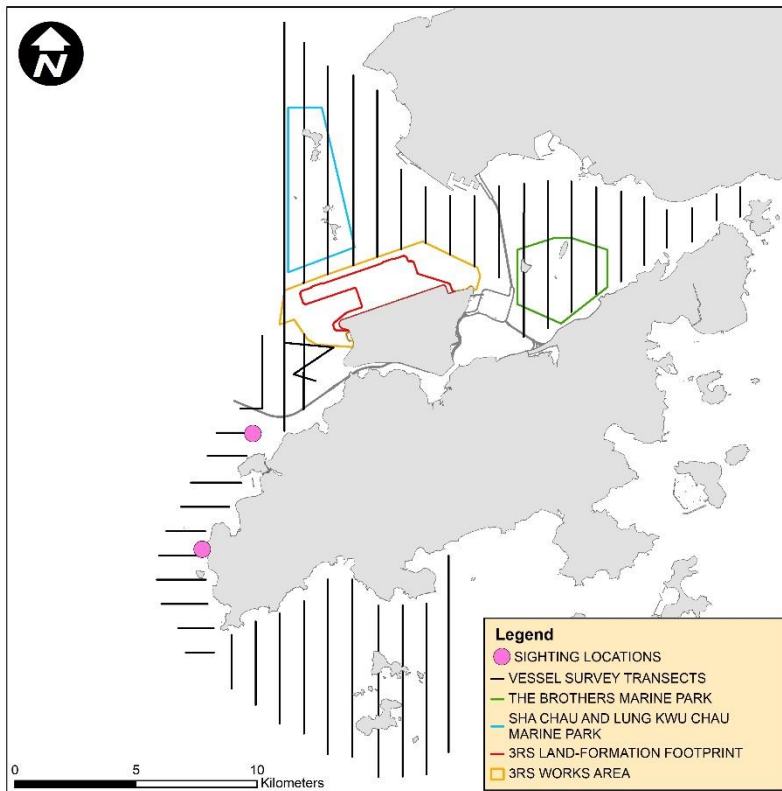 N
Legend
SIGHTING LOCATIONS
VESSEL SURVEY TRANSECTS
THE BROTHERS MARINE PARK
SHA CHAU AND LUNG KWU CHAU
MARINE PARK
3RS LAND-FORMATION FOOTPRINT
3RS WORKS AREA
0 5 10
Kilometers